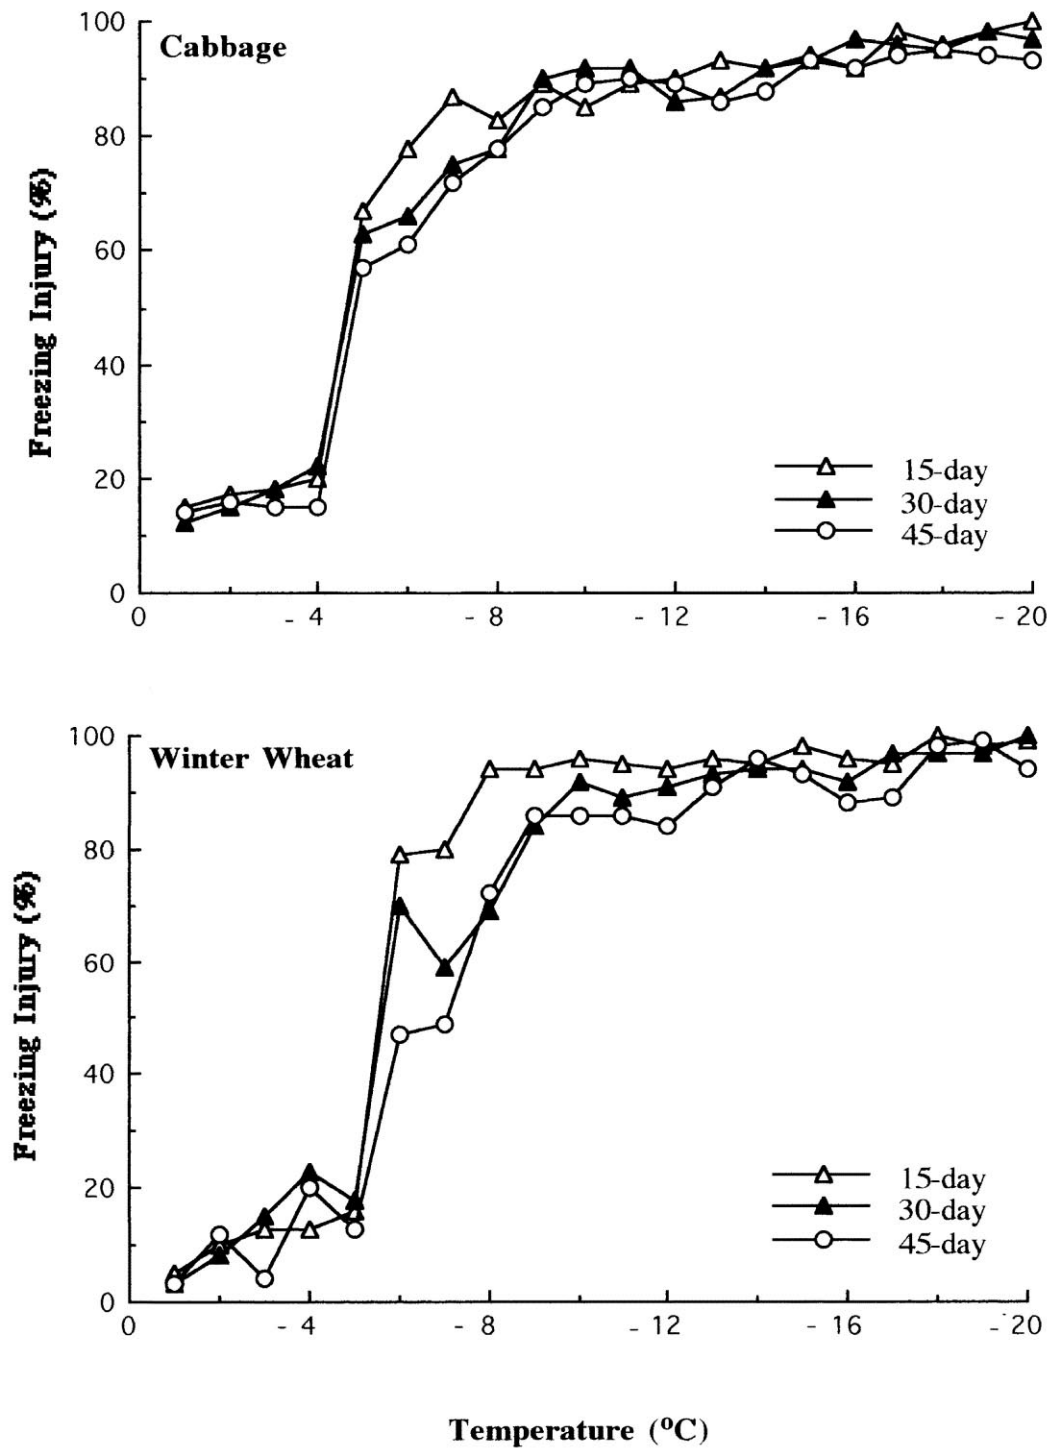 Cabbage
Freezing Injury (%)
100
80
60
40
20
0
0 - 4 - 8 - 12 - 16 - 20
15-day
30-day
45-day
Winter Wheat
Freezing Injury (%)
100
80
60
40
20
0
0 - 4 - 8 - 12 - 16 - 20
15-day
30-day
45-day
Temperature (ºC)